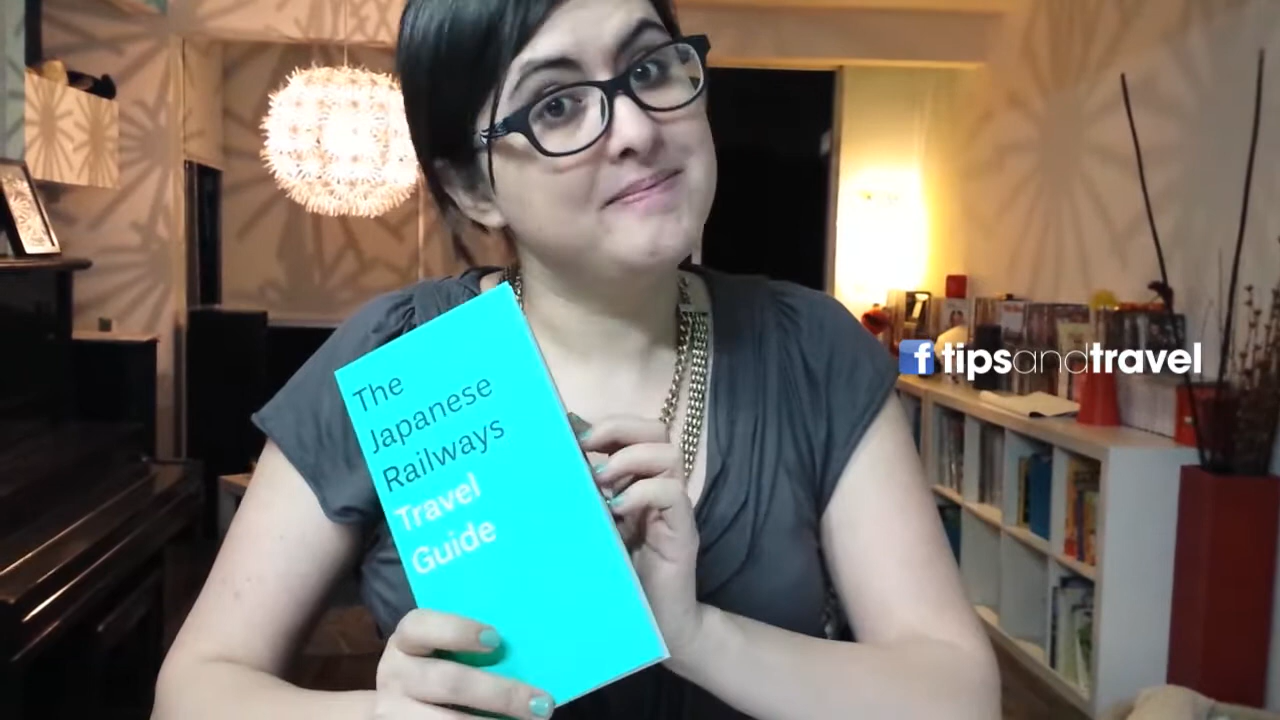 The
Japanese
Railways
Travel
Guide
f tipsandtravel